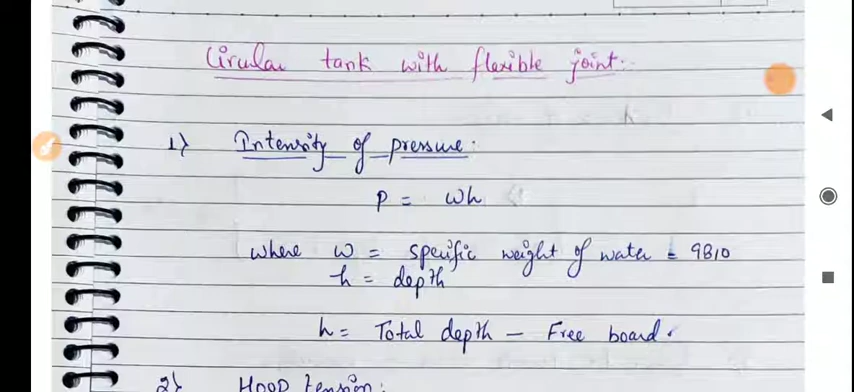 Circular tank with flexible joint.
1) Intensity of pressure:
P = wh
where w = specific weight of water = 9810
h = depth
h = Total depth - Free board.
2) Hoop tension: